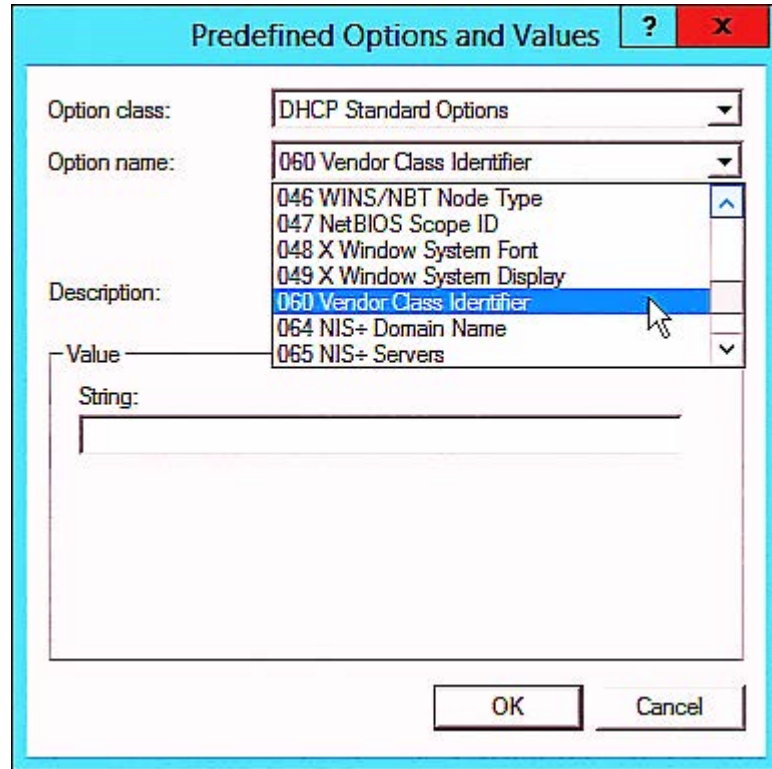 Predefined Options and Values ? x
Option class: DHCP Standard Options
Option name: 060 Vendor Class Identifier
046 WINS/NBT Node Type
047 NetBIOS Scope ID
048 X Window System Font
049 X Window System Display
Description:
060 Vendor Class Identifier
064 NIS+ Domain Name
065 NIS+ Servers
Value
String:
OK Cancel